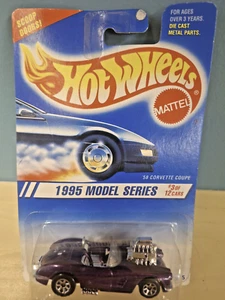 SCOOP
DOORS!
FOR AGES
OVER 3 YEARS.
DIE CAST
METAL PARTS.
HOT WHEELS
MATTEL
58 CORVETTE COUPE
1995 MODEL SERIES
#3 OF
12 CARS